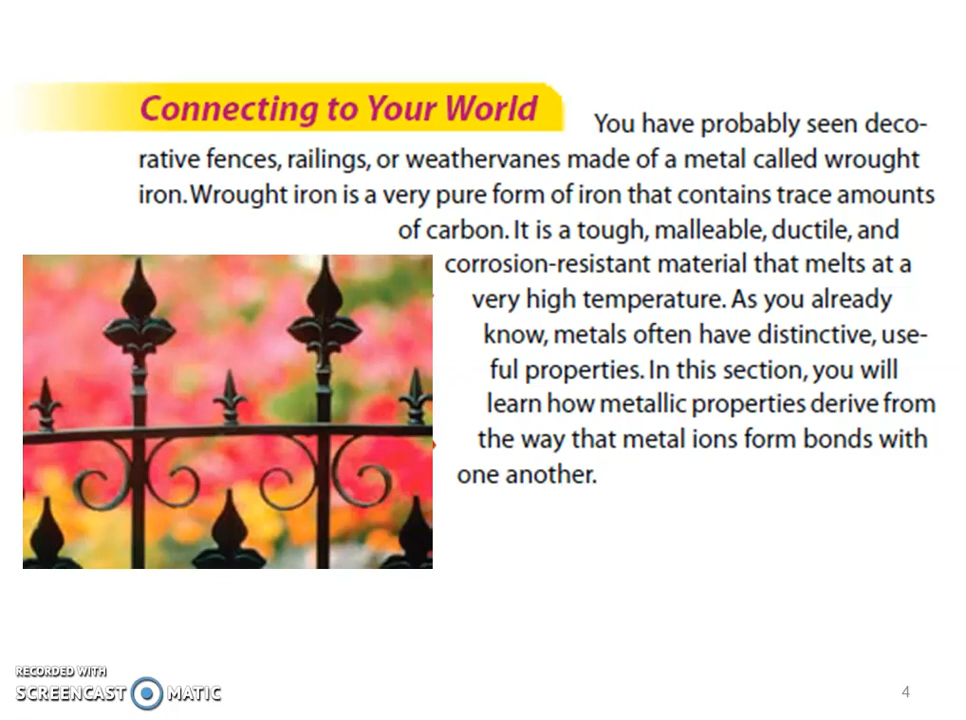 Connecting to Your World
You have probably seen deco-
rative fences, railings, or weathervanes made of a metal called wrought
iron. Wrought iron is a very pure form of iron that contains trace amounts
of carbon. It is a tough, malleable, ductile, and
corrosion-resistant material that melts at a
very high temperature. As you already
know, metals often have distinctive, use-
ful properties. In this section, you will
learn how metallic properties derive from
the way that metal ions form bonds with
one another.
RECORDED WITH
SCREENCAST MATIC
4